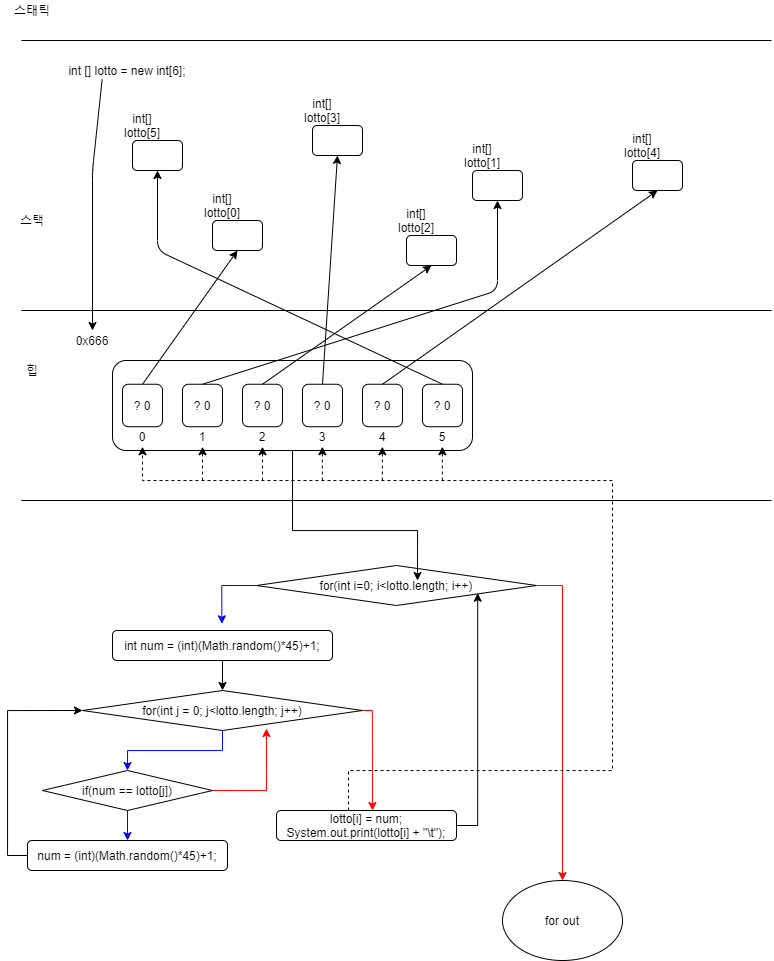 스태틱
int [] lotto = new int[6];
int[]
lotto[5]
int[]
lotto[3]
int[]
lotto[1]
int[]
lotto[4]
스택
int[]
lotto[0]
int[]
lotto[2]
0x666
힙
? 0
? 0
? 0
? 0
? 0
? 0
0
1
2
3
4
5
for(int i=0; i<lotto.length; i++)
int num = (int)(Math.random()*45)+1;
for(int j = 0; j<lotto.length; j++)
if(num == lotto[j])
num = (int)(Math.random()*45)+1;
lotto[i] = num;
System.out.print(lotto[i] + "\t");
for out